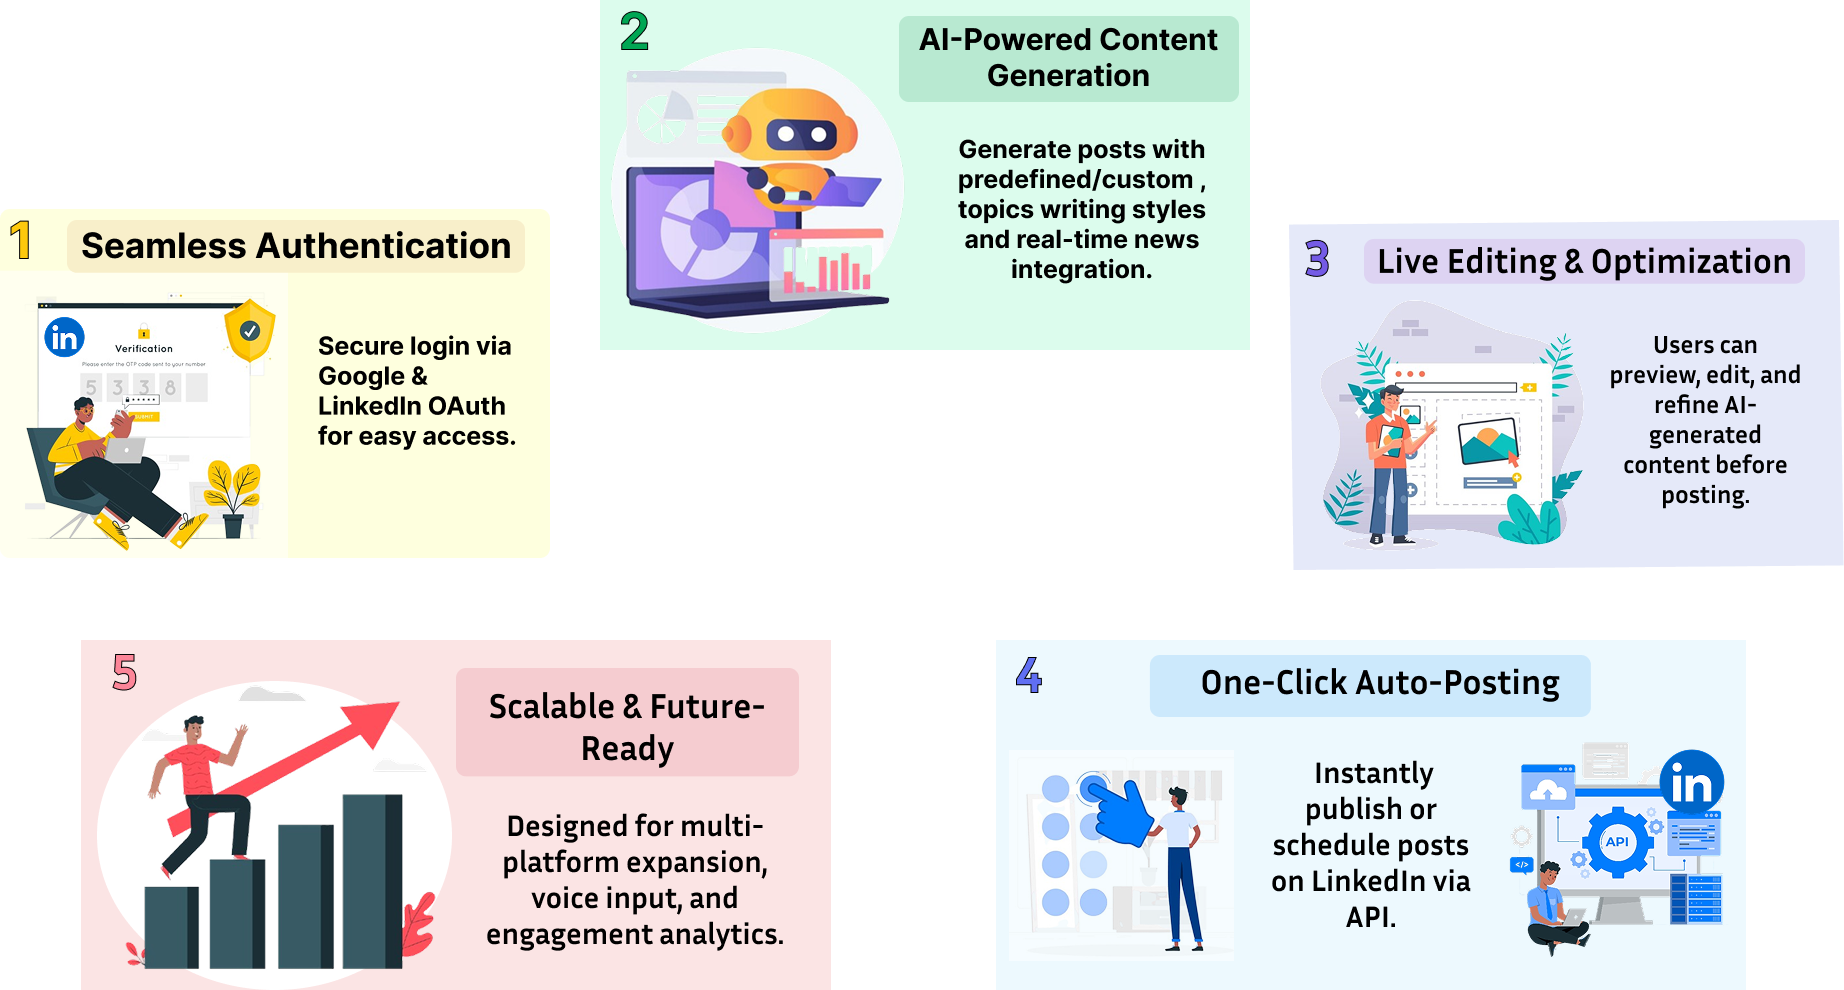 1
Seamless Authentication
in
Verification
Please enter the OTP code sent to your number
5 3 3 8
SUBMIT
Secure login via
Google &
LinkedIn OAuth
for easy access.
2
AI-Powered Content
Generation
Generate posts with
predefined/custom ,
topics writing styles
and real-time news
integration.
3
Live Editing & Optimization
Users can
preview, edit, and
refine AI-
generated
content before
posting.
4
One-Click Auto-Posting
Instantly
publish or
schedule posts
on LinkedIn via
API.
in
API
</>
5
Scalable & Future-
Ready
Designed for multi-
platform expansion,
voice input, and
engagement analytics.